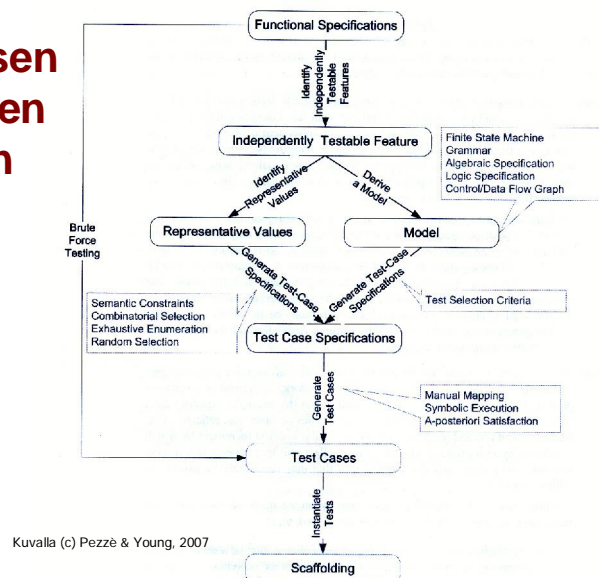 sen
en
n
Functional Specifications
Identify
Independently
Testable
Features
Independently Testable Feature
Finite State Machine
Grammar
Algebraic Specification
Logic Specification
Control/Data Flow Graph
Identify
Representative
Values
Derive
a Model
Brute
Force
Testing
Representative Values
Model
Generate Test-Case
Specifications
Generate Test-Case
Specifications
Semantic Constraints
Combinatorial Selection
Exhaustive Enumeration
Random Selection
Test Selection Criteria
Test Case Specifications
Generate
Test Cases
Manual Mapping
Symbolic Execution
A-posteriori Satisfaction
Test Cases
Instantiate
Tests
Kuvalla (c) Pezzè & Young, 2007
Scaffolding